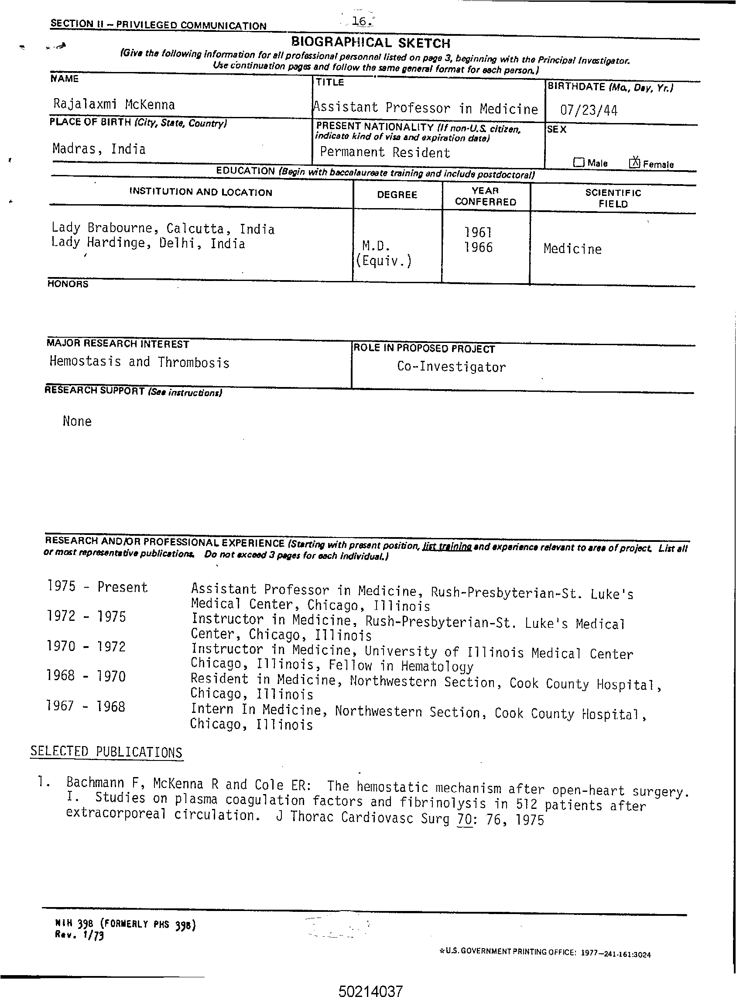 SECTION II – PRIVILEGED COMMUNICATION
16.
BIOGRAPHICAL SKETCH
(Give the following information for all professional personnel listed on page 3, beginning with the Principal Investigator.
Use continuation pages and follow the same general format for each person.)
NAME
TITLE
BIRTHDATE (Mo., Day, Yr.)
Rajalaxmi McKenna
Assistant Professor in Medicine
07/23/44
PLACE OF BIRTH (City, State, Country)
PRESENT NATIONALITY (If non-U.S. citizen,
indicate kind of visa and expiration date)
SEX
Madras, India
Permanent Resident
Male
X Female
EDUCATION (Begin with baccalaureate training and include postdoctoral)
INSTITUTION AND LOCATION
DEGREE
YEAR
CONFERRED
SCIENTIFIC
FIELD
Lady Brabourne, Calcutta, India 1961
Lady Hardinge, Delhi, India M.D. 1966 Medicine
(Equiv.)
HONORS
MAJOR RESEARCH INTEREST
ROLE IN PROPOSED PROJECT
Hemostasis and Thrombosis
Co-Investigator
RESEARCH SUPPORT (See instructions)
None
RESEARCH AND/OR PROFESSIONAL EXPERIENCE (Starting with present position, list training and experience relevant to area of project. List all
or most representative publications. Do not exceed 3 pages for each individual.)
1975 - Present Assistant Professor in Medicine, Rush-Presbyterian-St. Luke's
Medical Center, Chicago, Illinois
1972 - 1975 Instructor in Medicine, Rush-Presbyterian-St. Luke's Medical
Center, Chicago, Illinois
1970 - 1972 Instructor in Medicine, University of Illinois Medical Center
Chicago, Illinois, Fellow in Hematology
1968 - 1970 Resident in Medicine, Northwestern Section, Cook County Hospital,
Chicago, Illinois
1967 - 1968 Intern In Medicine, Northwestern Section, Cook County Hospital,
Chicago, Illinois
SELECTED PUBLICATIONS
1. Bachmann F, McKenna R and Cole ER: The hemostatic mechanism after open-heart surgery.
I. Studies on plasma coagulation factors and fibrinolysis in 512 patients after
extracorporeal circulation. J Thorac Cardiovasc Surg 70: 76, 1975
NIH 398 (FORMERLY PHS 398)
Rev. 1/73
☆U.S. GOVERNMENT PRINTING OFFICE: 1977—241-161:3024
50214037